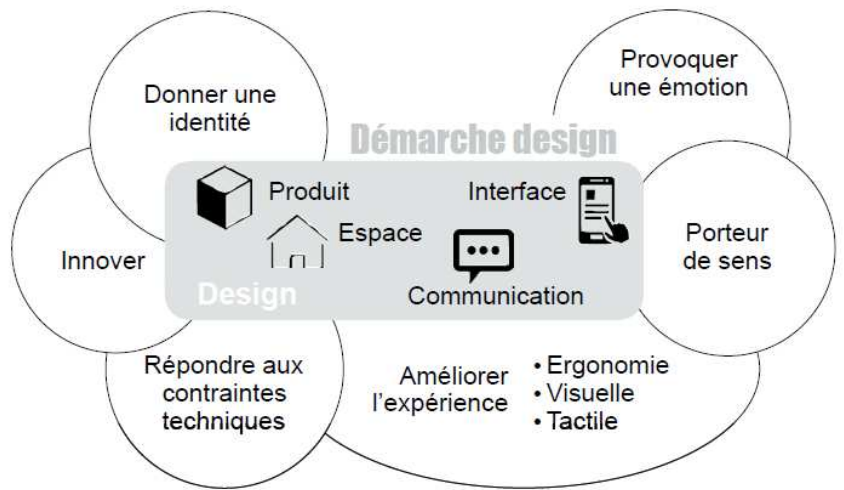 Donner une
identité
Provoquer
une émotion
Démarche design
Produit
Interface
Espace
Innover
Porteur
de sens
Design
Communication
Répondre aux
contraintes
techniques
Améliorer
l'expérience
• Ergonomie
• Visuelle
• Tactile